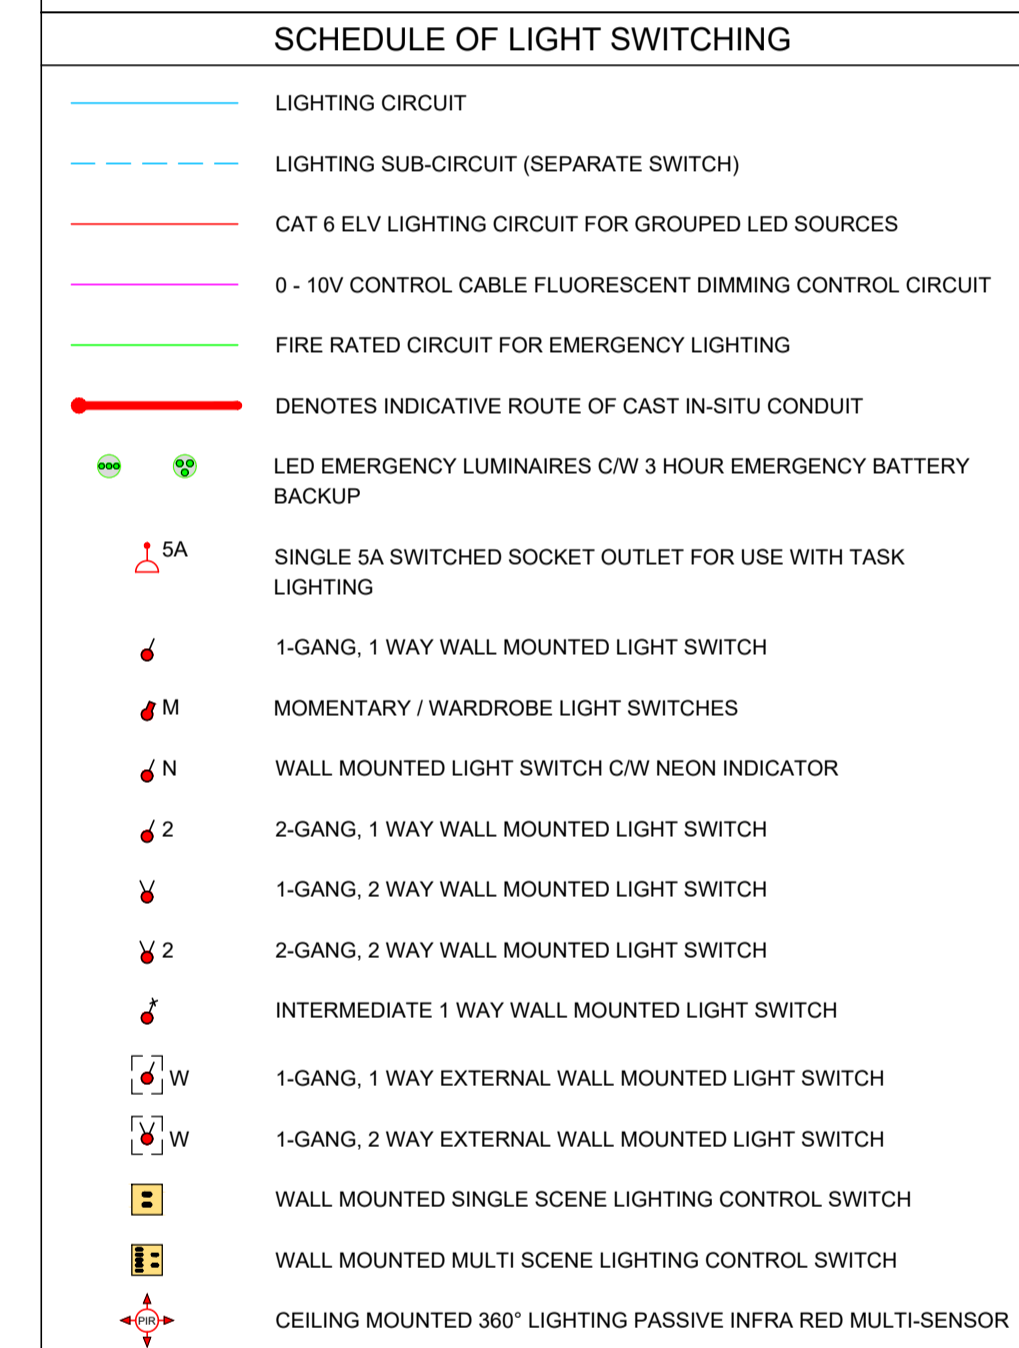 SCHEDULE OF LIGHT SWITCHING
LIGHTING CIRCUIT
LIGHTING SUB-CIRCUIT (SEPARATE SWITCH)
CAT 6 ELV LIGHTING CIRCUIT FOR GROUPED LED SOURCES
0 - 10V CONTROL CABLE FLUORESCENT DIMMING CONTROL CIRCUIT
FIRE RATED CIRCUIT FOR EMERGENCY LIGHTING
DENOTES INDICATIVE ROUTE OF CAST IN-SITU CONDUIT
LED EMERGENCY LUMINAIRES C/W 3 HOUR EMERGENCY BATTERY
BACKUP
5A SINGLE 5A SWITCHED SOCKET OUTLET FOR USE WITH TASK
LIGHTING
1-GANG, 1 WAY WALL MOUNTED LIGHT SWITCH
M MOMENTARY / WARDROBE LIGHT SWITCHES
N WALL MOUNTED LIGHT SWITCH C/W NEON INDICATOR
2 2-GANG, 1 WAY WALL MOUNTED LIGHT SWITCH
1-GANG, 2 WAY WALL MOUNTED LIGHT SWITCH
2 2-GANG, 2 WAY WALL MOUNTED LIGHT SWITCH
INTERMEDIATE 1 WAY WALL MOUNTED LIGHT SWITCH
W 1-GANG, 1 WAY EXTERNAL WALL MOUNTED LIGHT SWITCH
W 1-GANG, 2 WAY EXTERNAL WALL MOUNTED LIGHT SWITCH
WALL MOUNTED SINGLE SCENE LIGHTING CONTROL SWITCH
WALL MOUNTED MULTI SCENE LIGHTING CONTROL SWITCH
PIR CEILING MOUNTED 360° LIGHTING PASSIVE INFRA RED MULTI-SENSOR